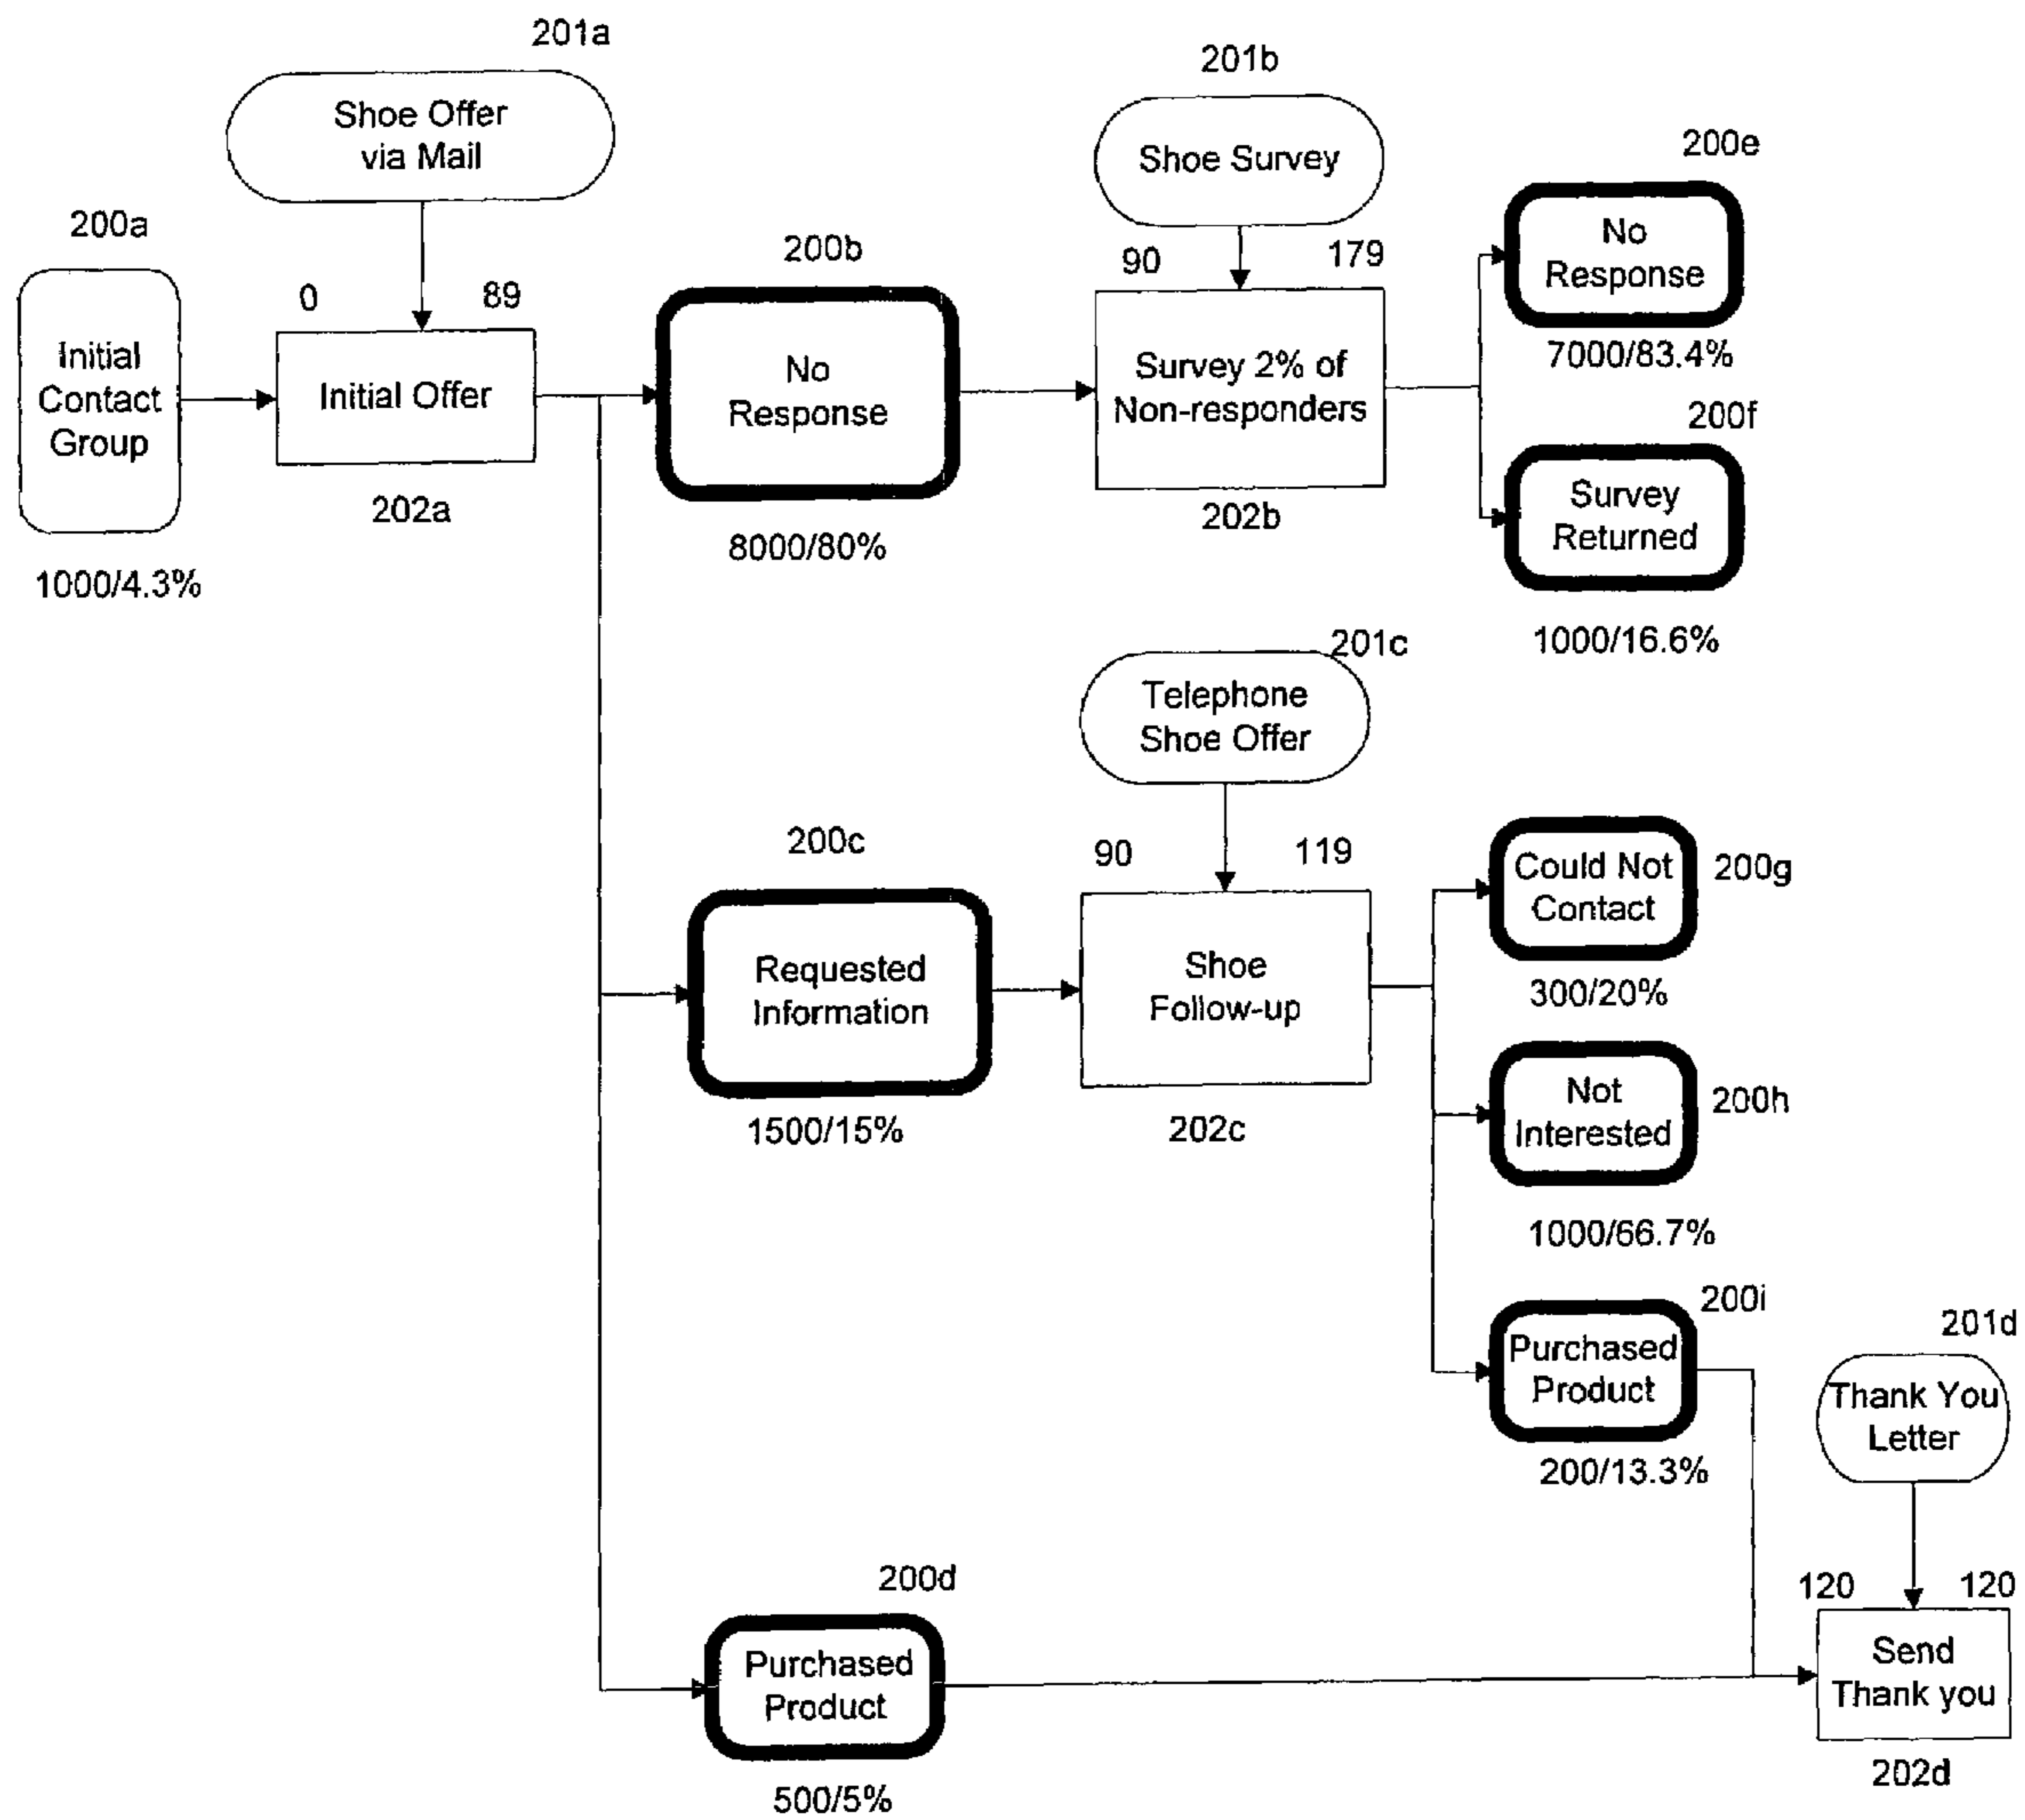 201a
Shoe Offer
via Mail
201b
Shoe Survey
200e
No
Response
7000/83.4%
200a
Initial
Contact
Group
1000/4.3%
0
89
Initial Offer
202a
200b
No
Response
8000/80%
90
179
Survey 2% of
Non-responders
202b
200f
Survey
Returned
1000/16.6%
201c
Telephone
Shoe Offer
200c
Requested
Information
1500/15%
90
119
Shoe
Follow-up
202c
Could Not
Contact
200g
300/20%
Not
Interested
200h
1000/66.7%
200i
Purchased
Product
200/13.3%
201d
Thank You
Letter
200d
Purchased
Product
500/5%
120
120
Send
Thank you
202d